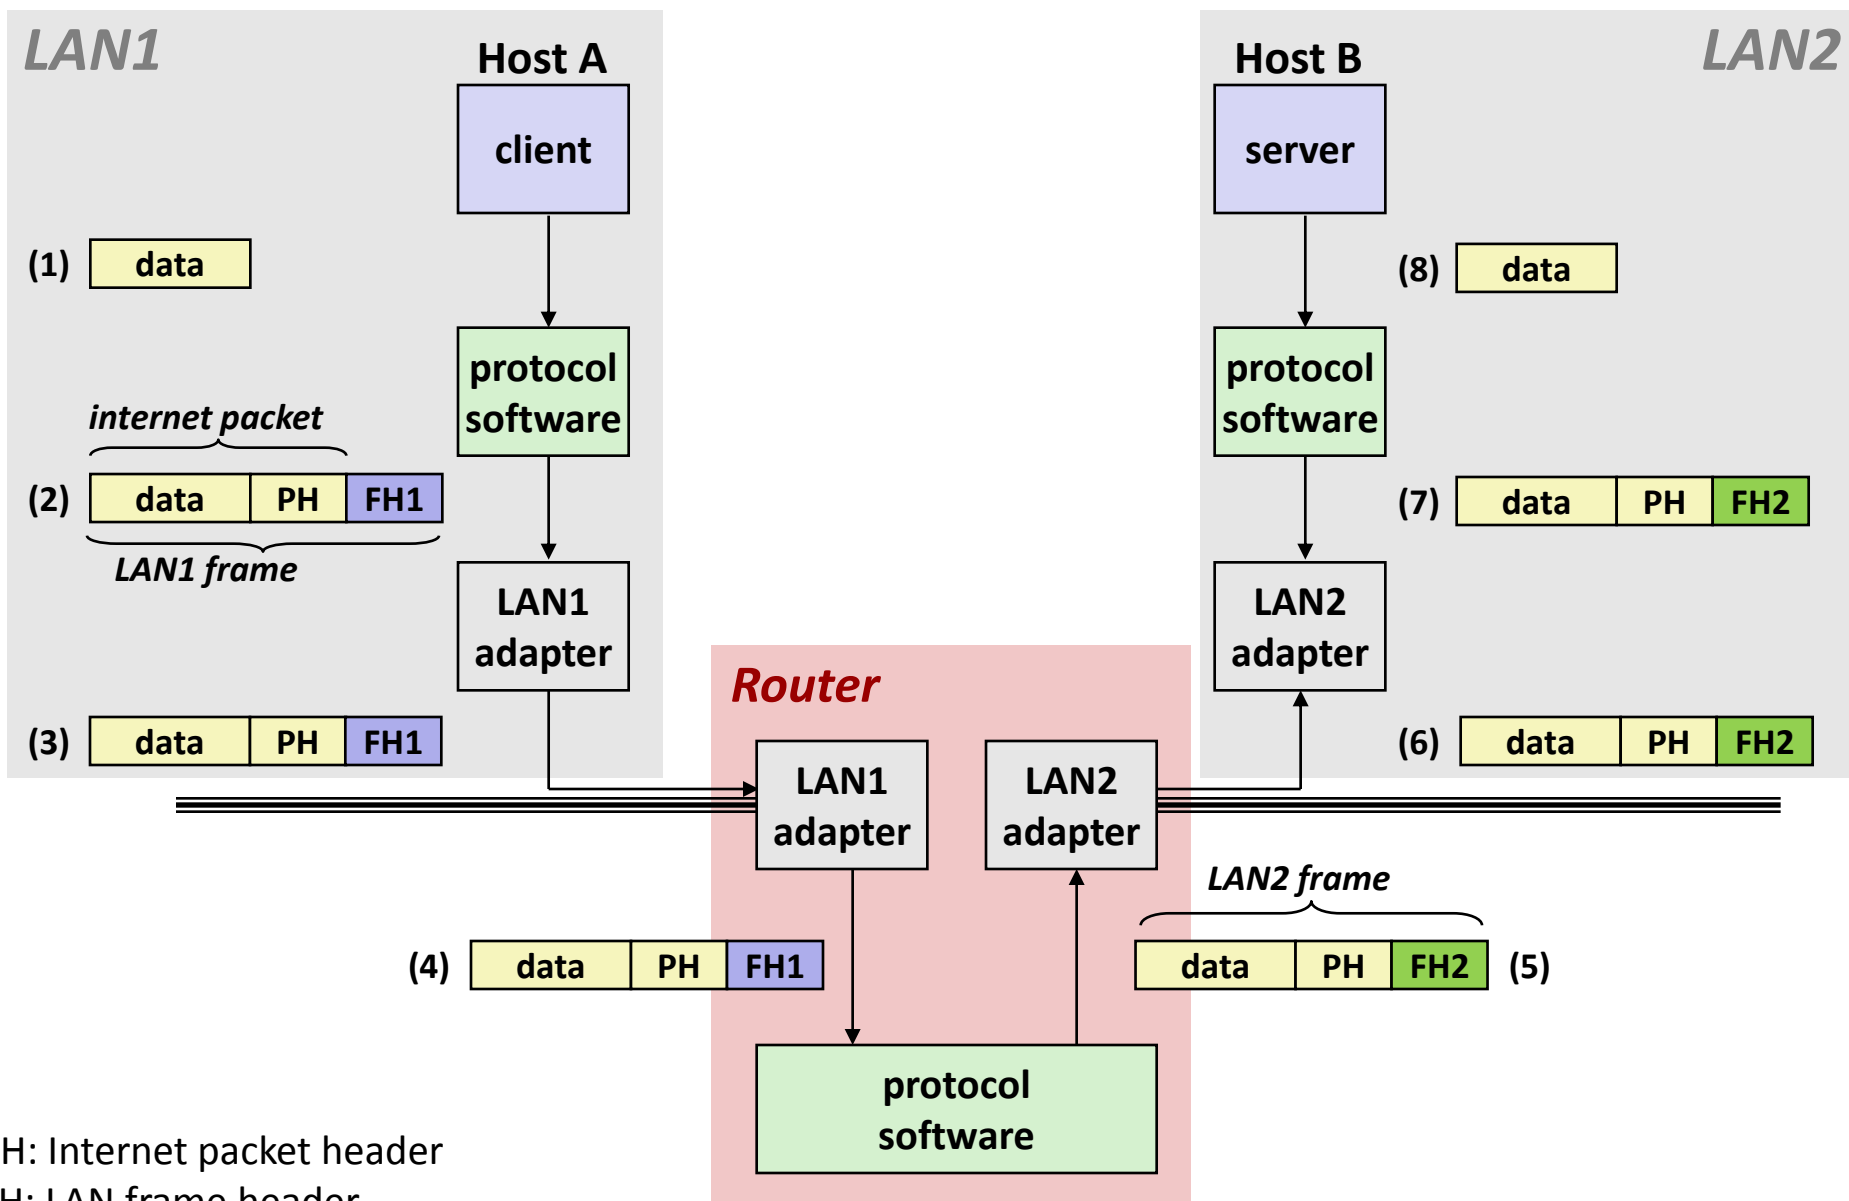 LAN1
Host A
Host B
LAN2
client
server
(1) data
(8) data
protocol
software
protocol
software
internet packet
(2) data PH FH1
LAN1 frame
(7) data PH FH2
LAN1
adapter
LAN2
adapter
Router
(3) data PH FH1
(6) data PH FH2
LAN1
adapter
LAN2
adapter
LAN2 frame
(4) data PH FH1
data PH FH2 (5)
protocol
software
H: Internet packet header
H: LAN frame header